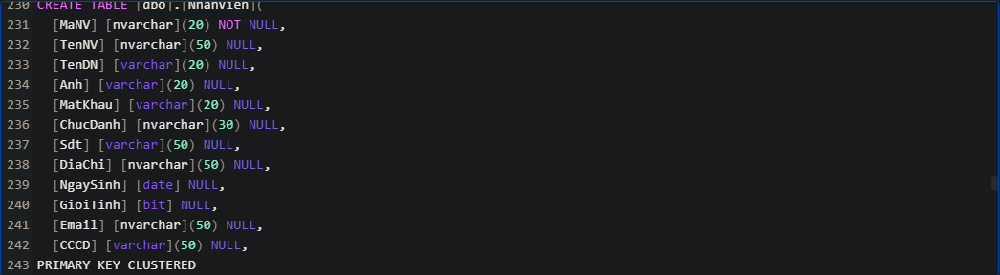 230 CREATE TABLE [dbo].[NhanVien](
231 [MaNV] [nvarchar](20) NOT NULL,
232 [TenNV] [nvarchar](50) NULL,
233 [TenDN] [varchar](20) NULL,
234 [Anh] [varchar](20) NULL,
235 [MatKhau] [varchar](20) NULL,
236 [ChucDanh] [nvarchar](30) NULL,
237 [Sdt] [varchar](50) NULL,
238 [DiaChi] [nvarchar](50) NULL,
239 [NgaySinh] [date] NULL,
240 [GioiTinh] [bit] NULL,
241 [Email] [nvarchar](50) NULL,
242 [CCCD] [varchar](50) NULL,
243 PRIMARY KEY CLUSTERED